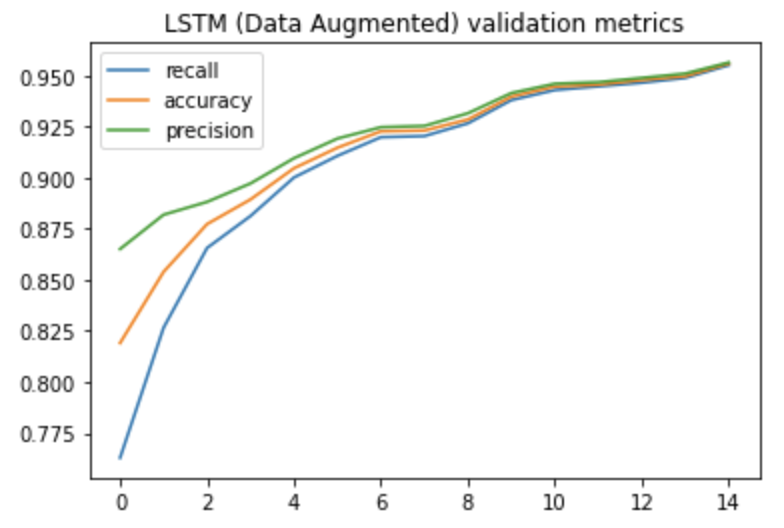 LSTM (Data Augmented) validation metrics
recall
accuracy
precision
0.950
0.925
0.900
0.875
0.850
0.825
0.800
0.775
0 2 4 6 8 10 12 14